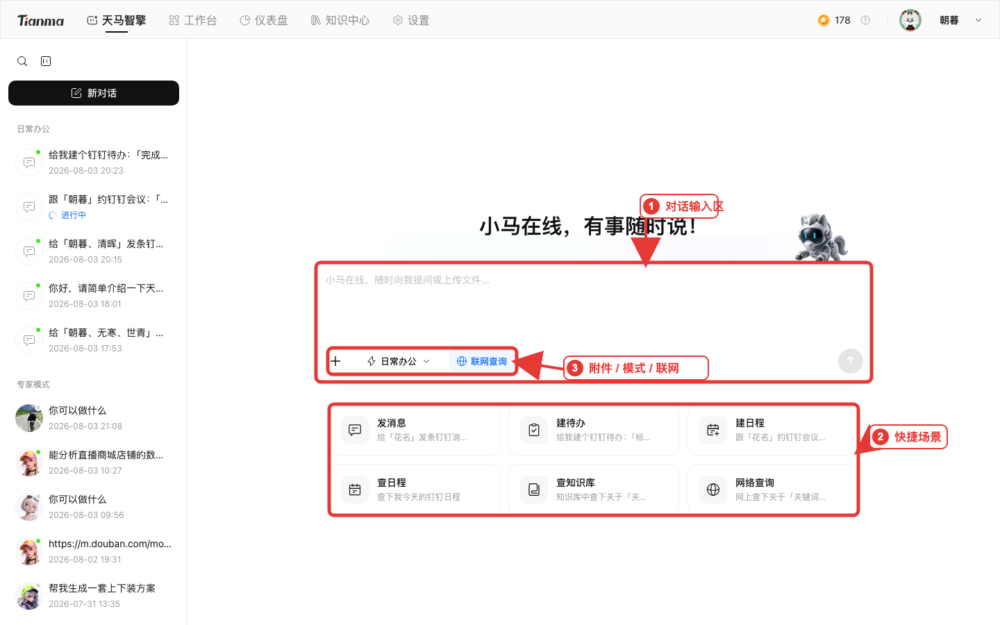 Tianma
天马智擎
工作台
仪表盘
知识中心
设置
178
朝暮
新对话
日常办公
给我建个钉钉待办：「完成...
2026-08-03 20:23
跟「朝暮」约钉钉会议：「...
进行中
给「朝暮、清晖」发条钉...
2026-08-03 20:15
你好，请简单介绍一下天...
2026-08-03 18:01
给「朝暮、无寒、世青」...
2026-08-03 17:53
专家模式
你可以做什么
2026-08-03 21:08
能分析直播商城店铺的数...
2026-08-03 10:27
你可以做什么
2026-08-03 09:56
https://m.douban.com/mo...
2026-08-02 19:31
帮我生成一套上下装方案
2026-07-31 13:35
1 对话输入区
小马在线，有事随时说！
小马在线，随时向我提问或上传文件...
日常办公
联网查询
3 附件 / 模式 / 联网
发消息
给「花名」发条钉钉消...
建待办
给我建个钉钉待办：「标...
建日程
跟「花名」约钉钉会议...
2 快捷场景
查日程
查下我今天的钉钉日程
查知识库
知识库中查下关于「关...
网络查询
网上查下关于「关键词...